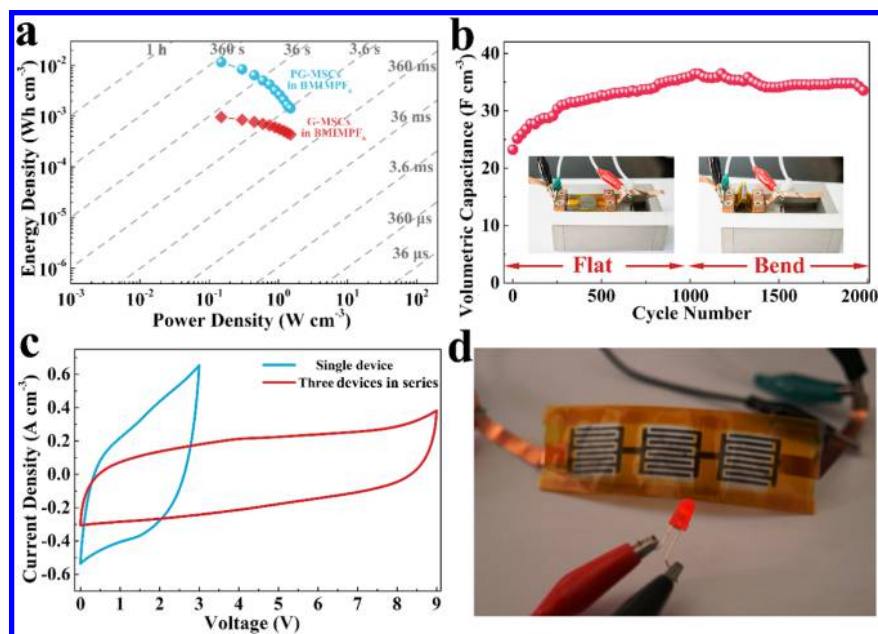 a
1 h
360 s
36 s
3.6 s
360 ms
36 ms
3.6 ms
360 μs
36 μs
PG-MSCs
in BMIMPF₆
G-MSCs
in BMIMPF₆
Energy Density (Wh cm⁻³)
10⁻²
10⁻³
10⁻⁴
10⁻⁵
10⁻⁶
10⁻³
10⁻²
10⁻¹
10⁰
10¹
10²
Power Density (W cm⁻³)
b
Volumetric Capacitance (F cm⁻³)
40
30
20
10
0
Flat
Bend
0
500
1000
1500
2000
Cycle Number
c
Single device
Three devices in series
Current Density (A cm⁻³)
0.6
0.4
0.2
0.0
-0.2
-0.4
-0.6
0
1
2
3
4
5
6
7
8
9
Voltage (V)
d